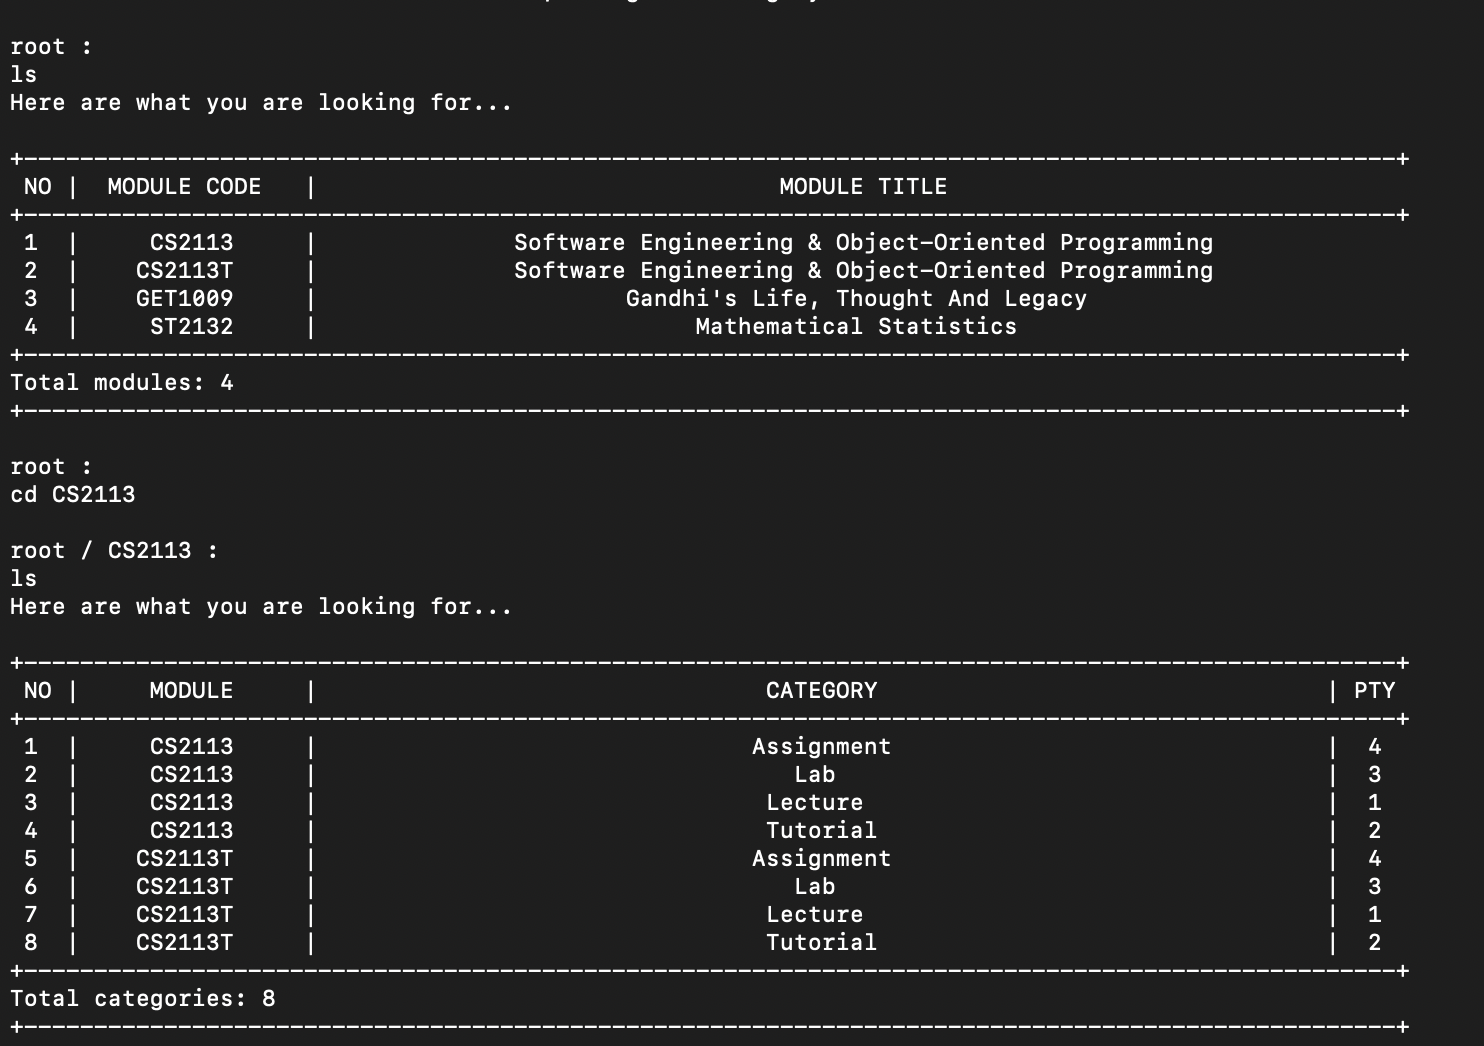 root :
ls
Here are what you are looking for...
+--------------------------------------------------------------------------------------------------+
NO | MODULE CODE | MODULE TITLE
+--------------------------------------------------------------------------------------------------+
1 | CS2113 | Software Engineering & Object-Oriented Programming
2 | CS2113T | Software Engineering & Object-Oriented Programming
3 | GET1009 | Gandhi's Life, Thought And Legacy
4 | ST2132 | Mathematical Statistics
+--------------------------------------------------------------------------------------------------+
Total modules: 4
+--------------------------------------------------------------------------------------------------+
root :
cd CS2113
root / CS2113 :
ls
Here are what you are looking for...
+--------------------------------------------------------------------------------------------------+
NO | MODULE | CATEGORY | PTY
+--------------------------------------------------------------------------------------------------+
1 | CS2113 | Assignment | 4
2 | CS2113 | Lab | 3
3 | CS2113 | Lecture | 1
4 | CS2113 | Tutorial | 2
5 | CS2113T | Assignment | 4
6 | CS2113T | Lab | 3
7 | CS2113T | Lecture | 1
8 | CS2113T | Tutorial | 2
+--------------------------------------------------------------------------------------------------+
Total categories: 8
+--------------------------------------------------------------------------------------------------+